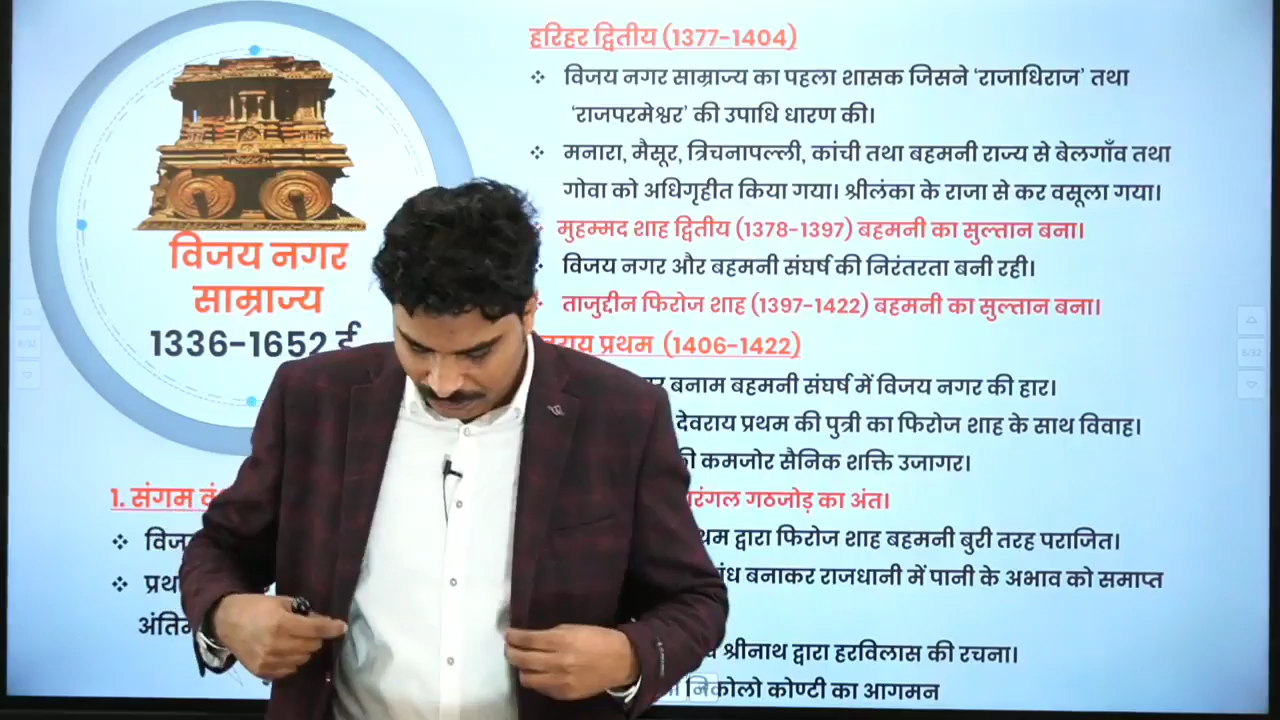 विजय नगर
साम्राज्य
1336-1652 ई
1. संगम
हरिहर द्वितीय (1377-1404)
❖ विजय नगर साम्राज्य का पहला शासक जिसने ‘राजाधिराज’ तथा
‘राजपरमेश्वर’ की उपाधि धारण की।
❖ मनारा, मैसूर, त्रिचनापल्ली, कांची तथा बहमनी राज्य से बेलगाँव तथा
गोवा को अधिगृहीत किया गया। श्रीलंका के राजा से कर वसूला गया।
मुहम्मद शाह द्वितीय (1378-1397) बहमनी का सुल्तान बना।
विजय नगर और बहमनी संघर्ष की निरंतरता बनी रही।
ताजुद्दीन फिरोज शाह (1397-1422) बहमनी का सुल्तान बना।
प्रथम (1406-1422)
बनाम बहमनी संघर्ष में विजय नगर की हार।
देवराय प्रथम की पुत्री का फिरोज शाह के साथ विवाह।
कमजोर सैनिक शक्ति उजागर।
गठजोड़ का अंत।
द्वारा फिरोज शाह बहमनी बुरी तरह पराजित।
बनाकर राजधानी में पानी के अभाव को समाप्त
श्रीनाथ द्वारा हरविलास की रचना।
निकोलो कोण्टी का आगमन